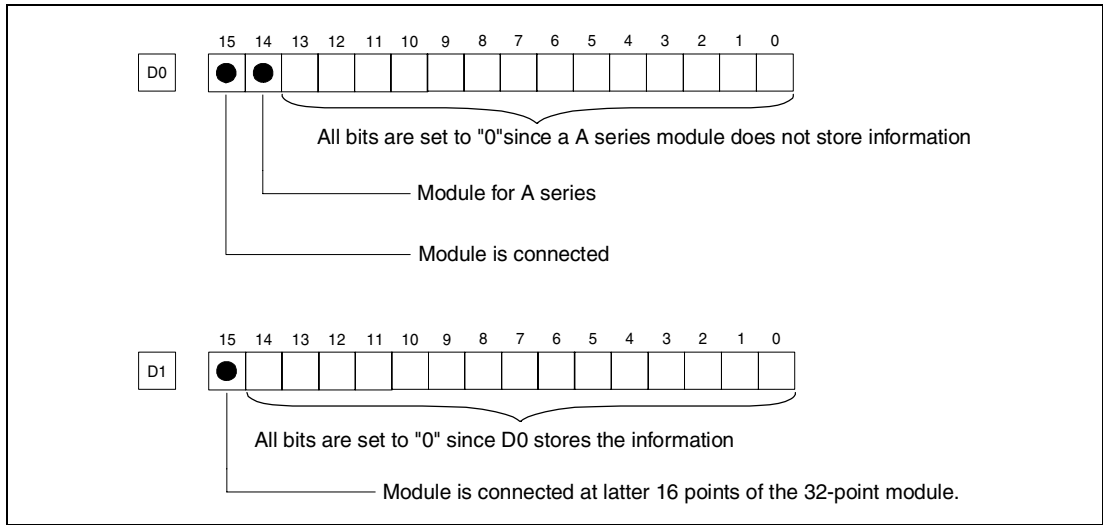 15 14 13 12 11 10 9 8 7 6 5 4 3 2 1 0
D0
All bits are set to "0"since a A series module does not store information
Module for A series
Module is connected
15 14 13 12 11 10 9 8 7 6 5 4 3 2 1 0
D1
All bits are set to "0" since D0 stores the information
Module is connected at latter 16 points of the 32-point module.